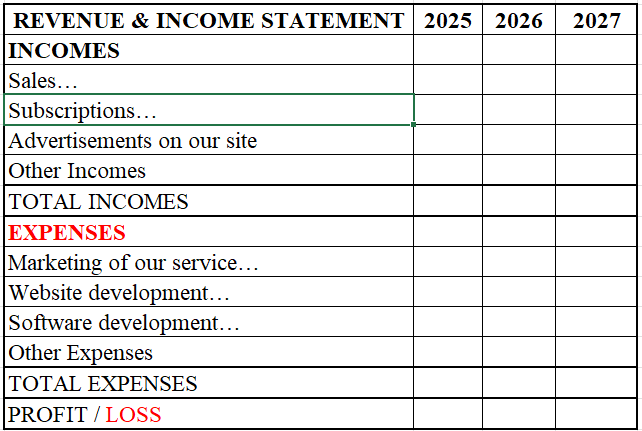 REVENUE & INCOME STATEMENT 2025 2026 2027
INCOMES
Sales…
Subscriptions…
Advertisements on our site
Other Incomes
TOTAL INCOMES
EXPENSES
Marketing of our service…
Website development…
Software development…
Other Expenses
TOTAL EXPENSES
PROFIT / LOSS